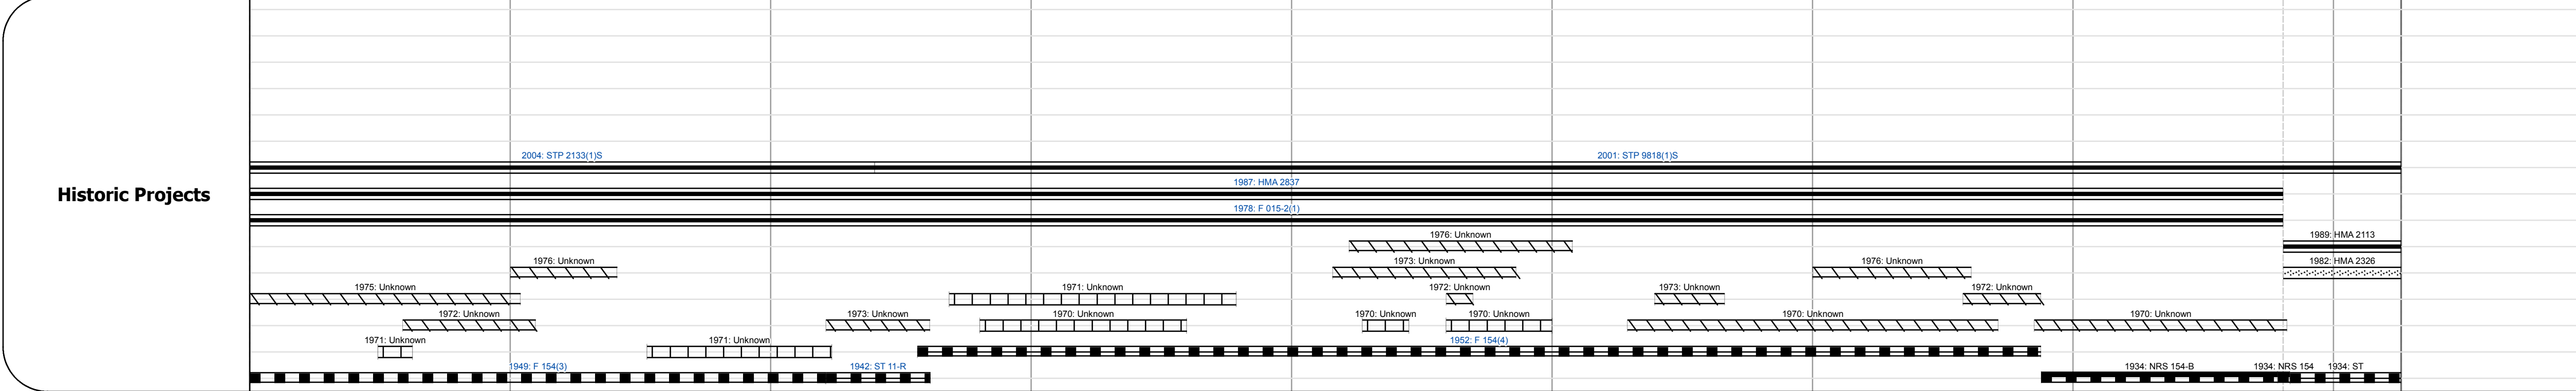 Historic Projects
2004: STP 2133(1)S 2001: STP 9818(1)S
1987: HMA 2837
1978: F 015-2(1)
1976: Unknown 1989: HMA 2113
1976: Unknown 1973: Unknown 1976: Unknown 1982: HMA 2326
1975: Unknown 1971: Unknown 1972: Unknown 1973: Unknown 1972: Unknown
1972: Unknown 1973: Unknown 1970: Unknown 1970: Unknown 1970: Unknown 1970: Unknown 1970: Unknown
1971: Unknown 1971: Unknown 1952: F 154(4)
1949: F 154(3) 1942: ST 11-R 1934: NRS 154-B 1934: NRS 154 1934: ST